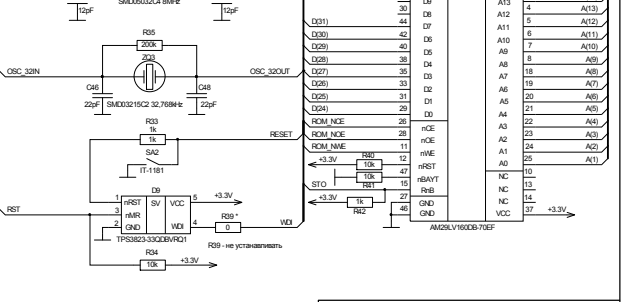 SMD05032C4 8MHz
12pF
12pF
R35
200k
ZQ3
OSC_32IN
OSC_32OUT
C46
C48
22pF
SMD03215C2 32,768kHz
22pF
R33
1k
1k
RESET
SA2
IT-1181
D9
1 nRST SV VCC 5 +3.3V
RST
3 nMR
R39 *
2 GND WDI 4
0
WDI
TPS3823-33QDBVRQ1
R39 - не устанавливать
R34
10k
+3.3V
D9
30 D8
D(31) 44 D7
D(30) 42 D6
D(29) 40 D5
D(28) 38 D4
D(27) 35 D3
D(26) 33 D2
D(25) 31 D1
D(24) 29 D0
ROM_NCE 26 nCE
ROM_NOE 28 nOE
ROM_NWE 11 nWE
+3.3V R40 10k 12 nRST
10k 47 nBAYT
STO R41 15 RnB
+3.3V 1k 27 GND
R42 46 GND
A13
A12 4 A(13)
A11 5 A(12)
A10 6 A(11)
A9 7 A(10)
A8 8 A(9)
A7 18 A(8)
A6 19 A(7)
A5 20 A(6)
A4 21 A(5)
A3 22 A(4)
A2 23 A(3)
A1 24 A(2)
A0 25 A(1)
NC 10
NC 13
NC 14
VCC 37 +3.3V
AM29LV160DB-70EF